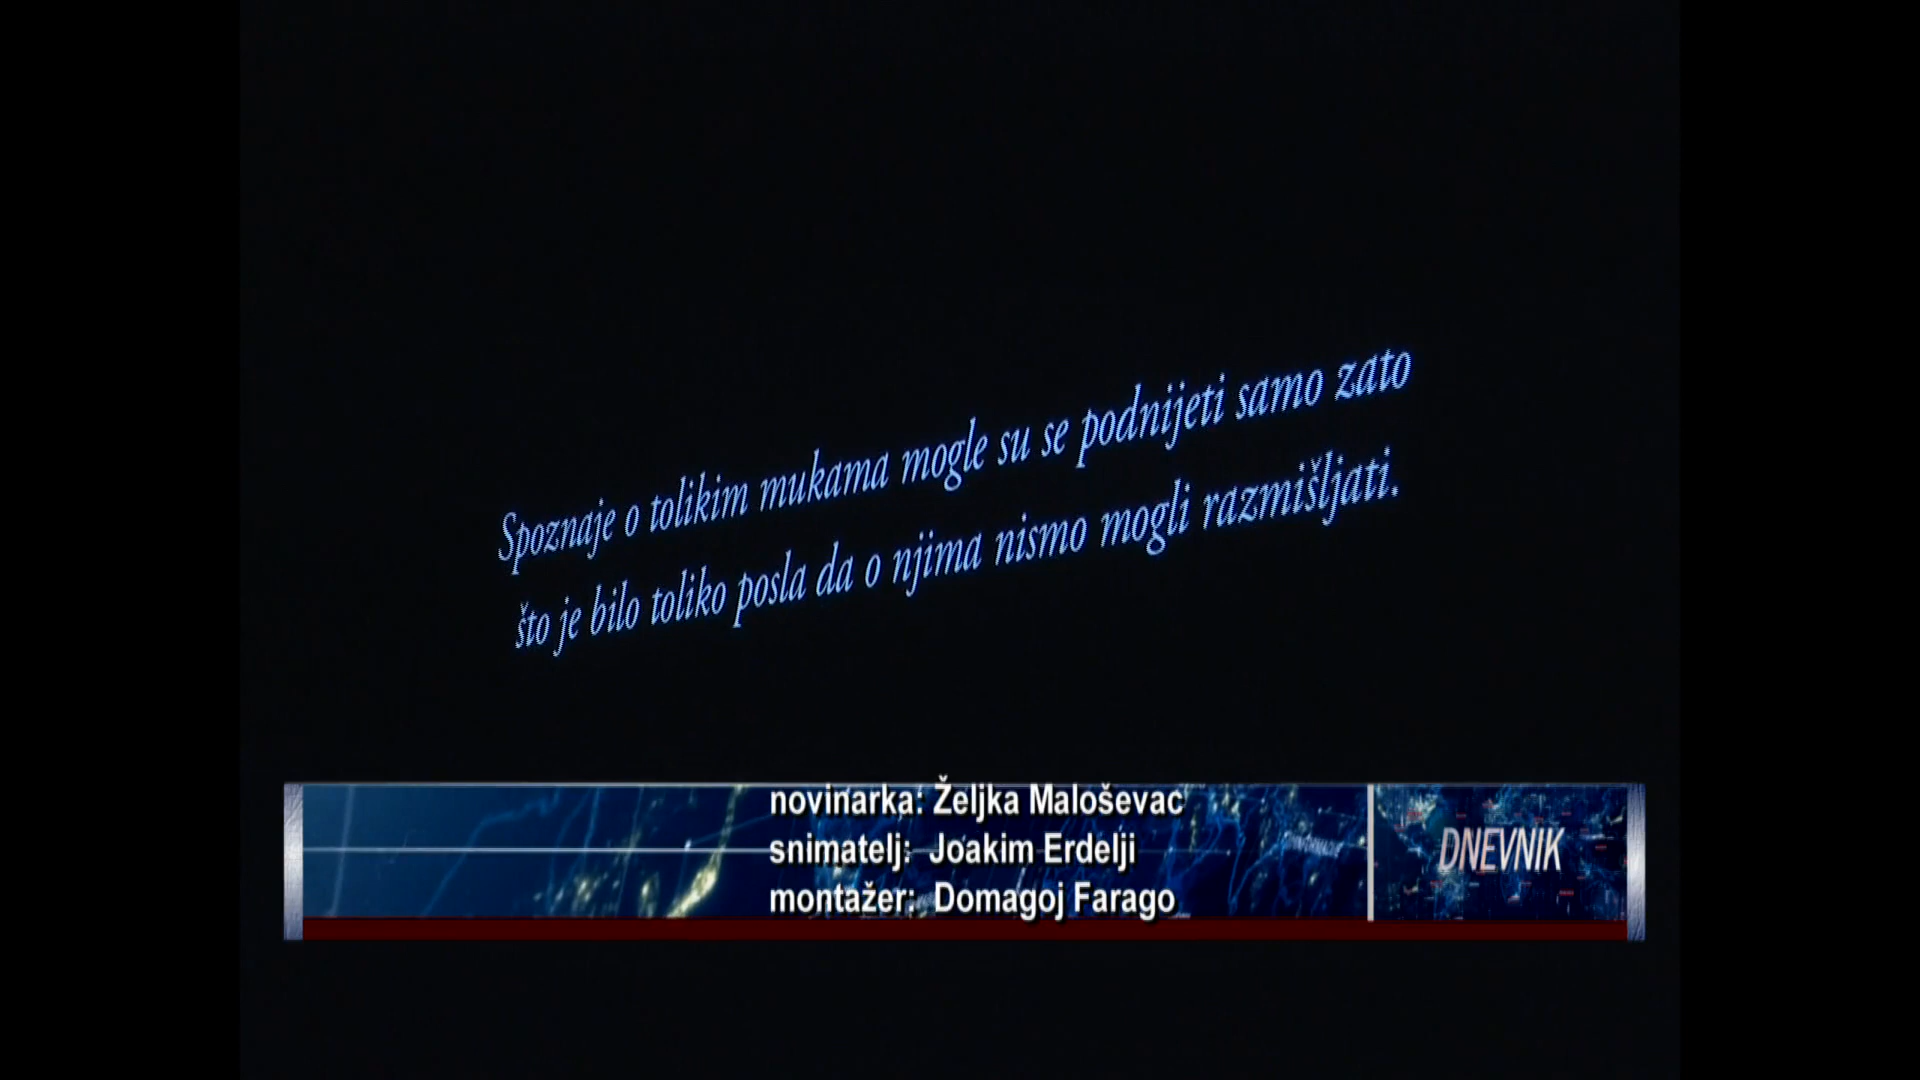 Spoznaje o tolikim mukama mogle su se podnijeti samo zato
što je bilo toliko posla da o njima nismo mogli razmišljati.
novinarka: Željka Maloševac
snimatelj: Joakim Erdelji
montažer: Domagoj Farago
DNEVNIK